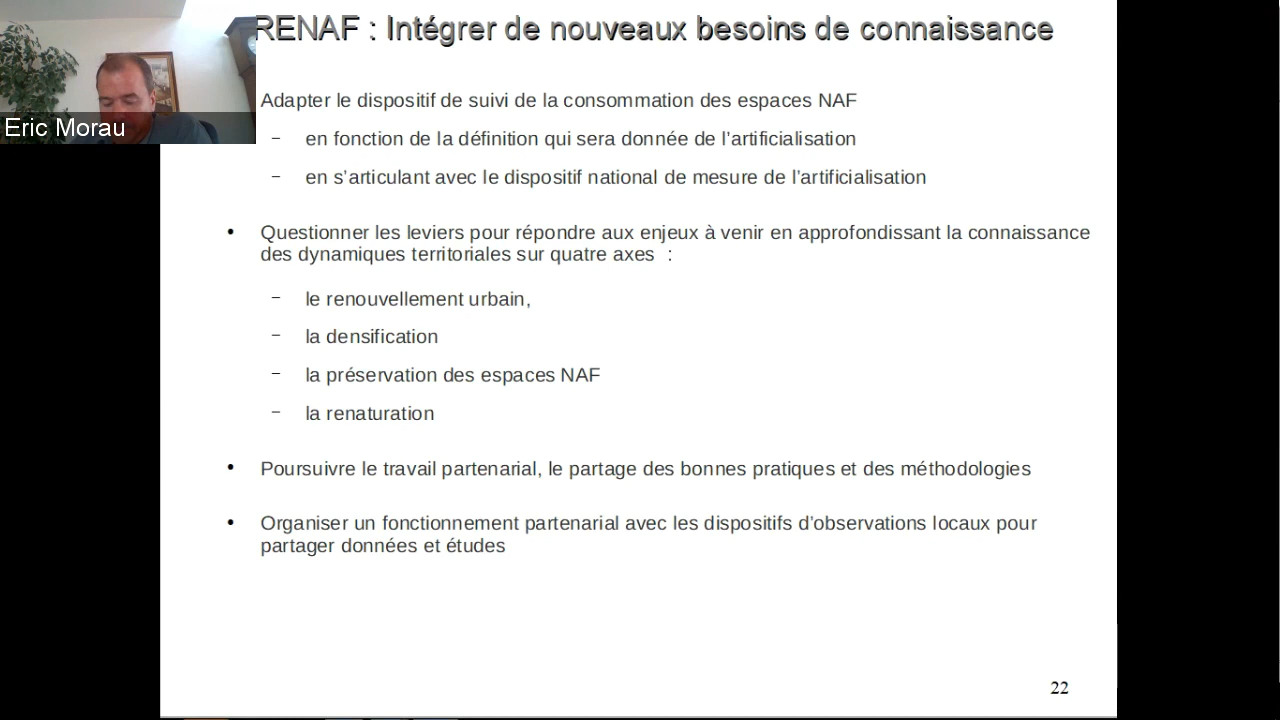 RENAF : Intégrer de nouveaux besoins de connaissance
Eric Morau
Adapter le dispositif de suivi de la consommation des espaces NAF
– en fonction de la définition qui sera donnée de l'artificialisation
– en s'articulant avec le dispositif national de mesure de l'artificialisation
• Questionner les leviers pour répondre aux enjeux à venir en approfondissant la connaissance
des dynamiques territoriales sur quatre axes :
– le renouvellement urbain,
– la densification
– la préservation des espaces NAF
– la renaturation
• Poursuivre le travail partenarial, le partage des bonnes pratiques et des méthodologies
• Organiser un fonctionnement partenarial avec les dispositifs d'observations locaux pour
partager données et études
22